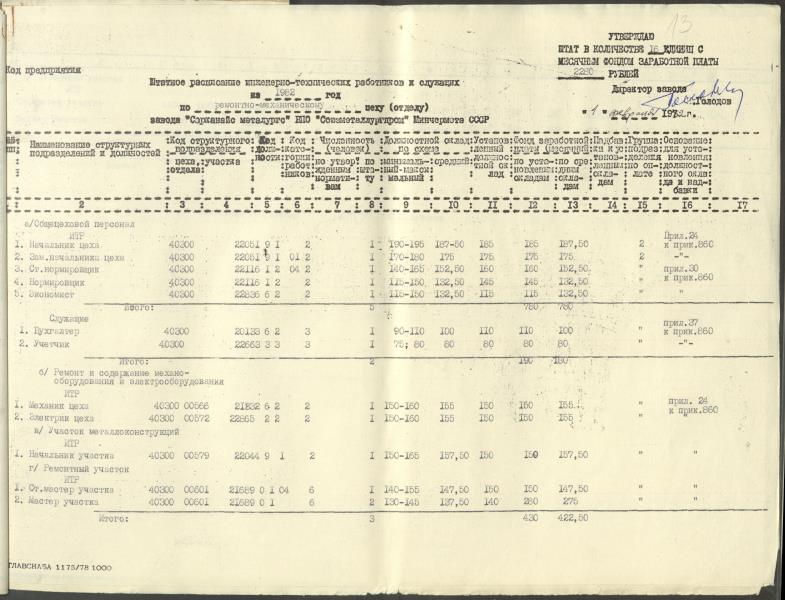 13
УТВЕРЖДАЮ
ШТАТ В КОЛИЧЕСТВЕ 16 ЕДИНИЦ С
МЕСЯЧНЫМ ФОНДОМ ЗАРАБОТНОЙ ПЛАТЫ
2280 РУБЛЕЙ
Код предприятия
Штатное расписание инженерно-технических работников и служащих
на 1982 год
Директор завода
по ремонтно-механическому цеху (отделу)
Голодов
завода "Сарканайс металургс" ВПО "Союзметаллургпром" Минчермета СССР
"1" февраля 1982г.
Наименование структурных подразделений и должностей
Код структурного подразделения
цеха, отдела: участка
Код должности
Код категории работников
Численность (человек)
по утвержденным нормативам
по штату
Должностной оклад по схеме
минимальный-максимальный
средний
Установленный должностной оклад
Фонд заработной платы (месячный)
по установленным окладам
по средним окладам
Надбавки и установленным окладам
Группа подразделения по оплате
Основание для установления должностного оклада и надбавки
2 3 4 5 6 7 8 9 10 11 12 13 14 15 16 17
а/Общецеховой персонал
ИТР
1. Начальник цеха 40300 22051 9 1 2 1 190-195 187-50 185 185 187,50 2 Прил.24 к прик.860
2. Зам.начальника цеха 40300 22051 9 1 01 2 1 170-180 175 175 175 175 2 -"-
3. Ст.нормировщик 40300 22116 1 2 04 2 1 140-165 152,50 160 160 152,50 " прил.30 к прик.860
4. Нормировщик 40300 22116 1 2 2 1 115-150 132,50 145 145 132,50 "
5. Экономист 40300 22836 6 2 2 1 115-150 132,50 115 115 132,50 " "
Итого: 5 780 780
Служащие
1. Бухгалтер 40300 20133 6 2 3 1 90-110 100 110 110 100 " прил.37 к прик.860
2. Учетчик 40300 22663 3 3 3 1 75; 80 80 80 80 80 " -"-
Итого: 2 190 180
б/ Ремонт и содержание механо-
оборудования и электрооборудования
ИТР
1. Механик цеха 40300 00566 21832 6 2 2 1 150-160 155 150 150 155 " прил. 24 к прик.860
2. Электрик цеха 40300 00572 22865 2 2 2 1 150-160 155 150 150 155 "
в/ Участок металлоконструкций
ИТР
1. Начальник участка 40300 00579 22044 9 1 2 1 150-165 157,50 150 150 157,50 " "
г/ Ремонтный участок
ИТР
1. Ст.мастер участка 40300 00601 21689 0 1 04 6 1 140-155 147,50 150 150 147,50 " "
2. Мастер участка 40300 00601 21689 0 1 6 2 130-145 137,50 140 280 275 " "
Итого: 3 430 422,50
ГЛАВСНАБА 1175/78 1000